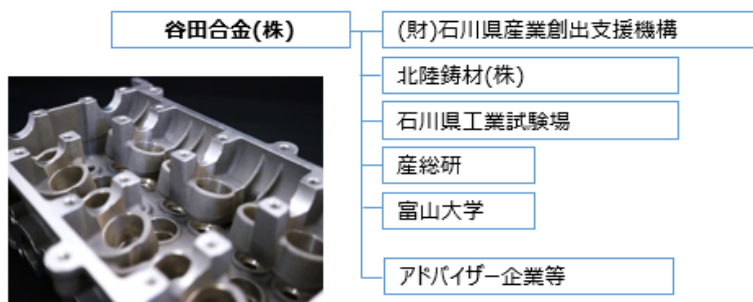 谷田合金(株)
(財)石川県産業創出支援機構
北陸鋳材(株)
石川県工業試験場
産総研
富山大学
アドバイザー企業等